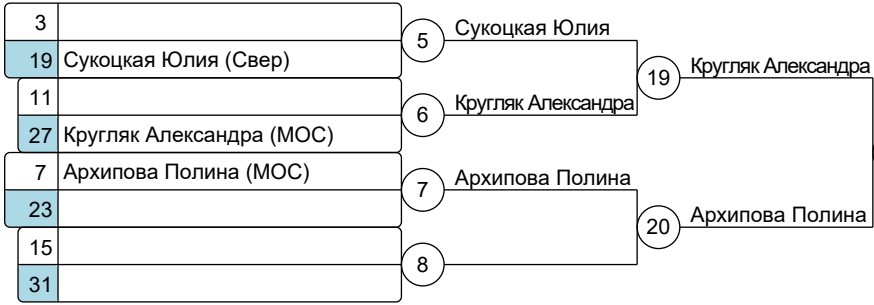 3
5
Сукоцкая Юлия
19 Сукоцкая Юлия (Свер)
19
Кругляк Александра
11
6
Кругляк Александра
27 Кругляк Александра (МОС)
7 Архипова Полина (МОС)
7
Архипова Полина
23
20
Архипова Полина
15
8
31